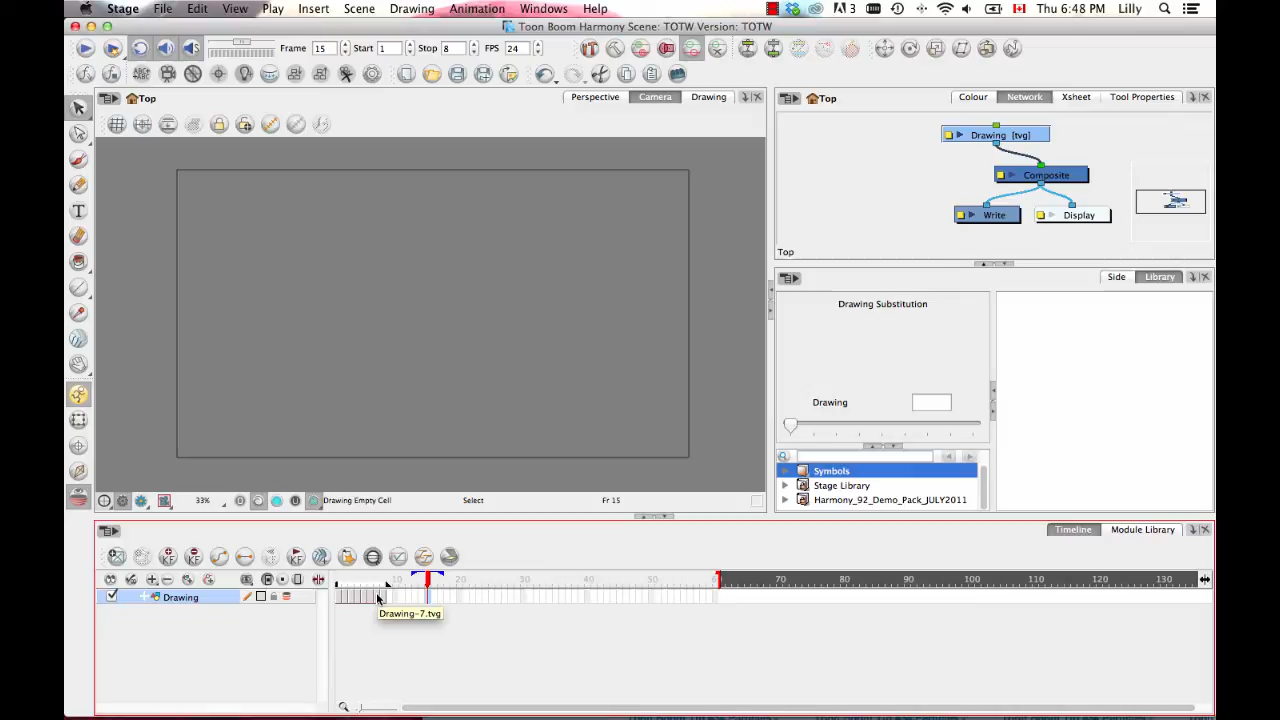 Stage File Edit View Play Insert Scene Drawing Animation Windows Help 3 Thu 6:48 PM Lilly
Toon Boom Harmony Scene: TOTW Version: TOTW
Frame 15 Start 1 Stop 8 FPS 24
Top Perspective Camera Drawing
Top Colour Network Xsheet Tool Properties
Drawing [tvg]
Composite
Write Display
Top
Side Library
Drawing Substitution
Drawing
Symbols
Stage Library
Harmony_92_Demo_Pack_JULY2011
33% Drawing Empty Cell Select Fr 15
Timeline Module Library
10 20 30 40 50 70 80 90 100 110 120 130
Drawing
Drawing-7.tvg